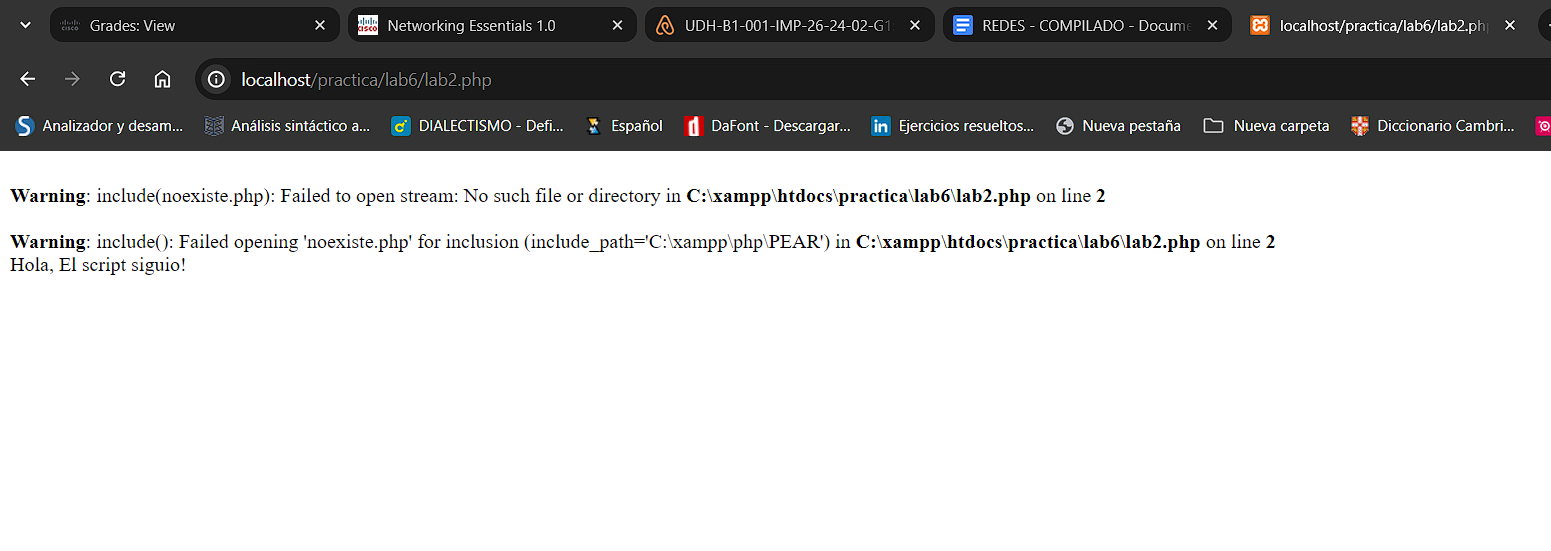 Grades: View
Networking Essentials 1.0
UDH-B1-001-IMP-26-24-02-G1
REDES - COMPILADO - Docume
localhost/practica/lab6/lab2.php
localhost/practica/lab6/lab2.php
Analizador y desam...
Análisis sintáctico a...
DIALECTISMO - Defi...
Español
DaFont - Descargar...
Ejercicios resueltos...
Nueva pestaña
Nueva carpeta
Diccionario Cambri...
Warning: include(noexiste.php): Failed to open stream: No such file or directory in C:\xampp\htdocs\practica\lab6\lab2.php on line 2
Warning: include(): Failed opening 'noexiste.php' for inclusion (include_path='C:\xampp\php\PEAR') in C:\xampp\htdocs\practica\lab6\lab2.php on line 2
Hola, El script siguio!